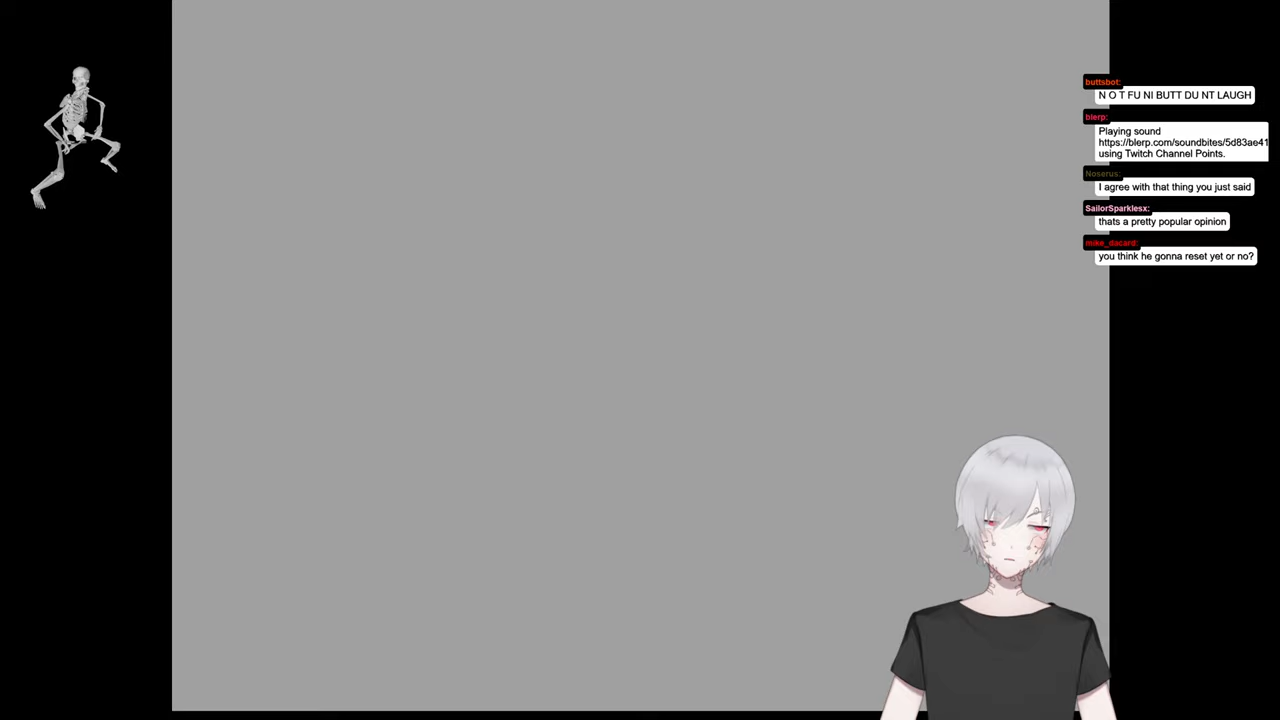 buttsbot:
N O T FU NI BUTT DU NT LAUGH
blerp:
Playing sound
https://blerp.com/soundbites/5d83ae41
using Twitch Channel Points.
Noserus:
I agree with that thing you just said
SailorSparklesx:
thats a pretty popular opinion
mike_dacard:
you think he gonna reset yet or no?